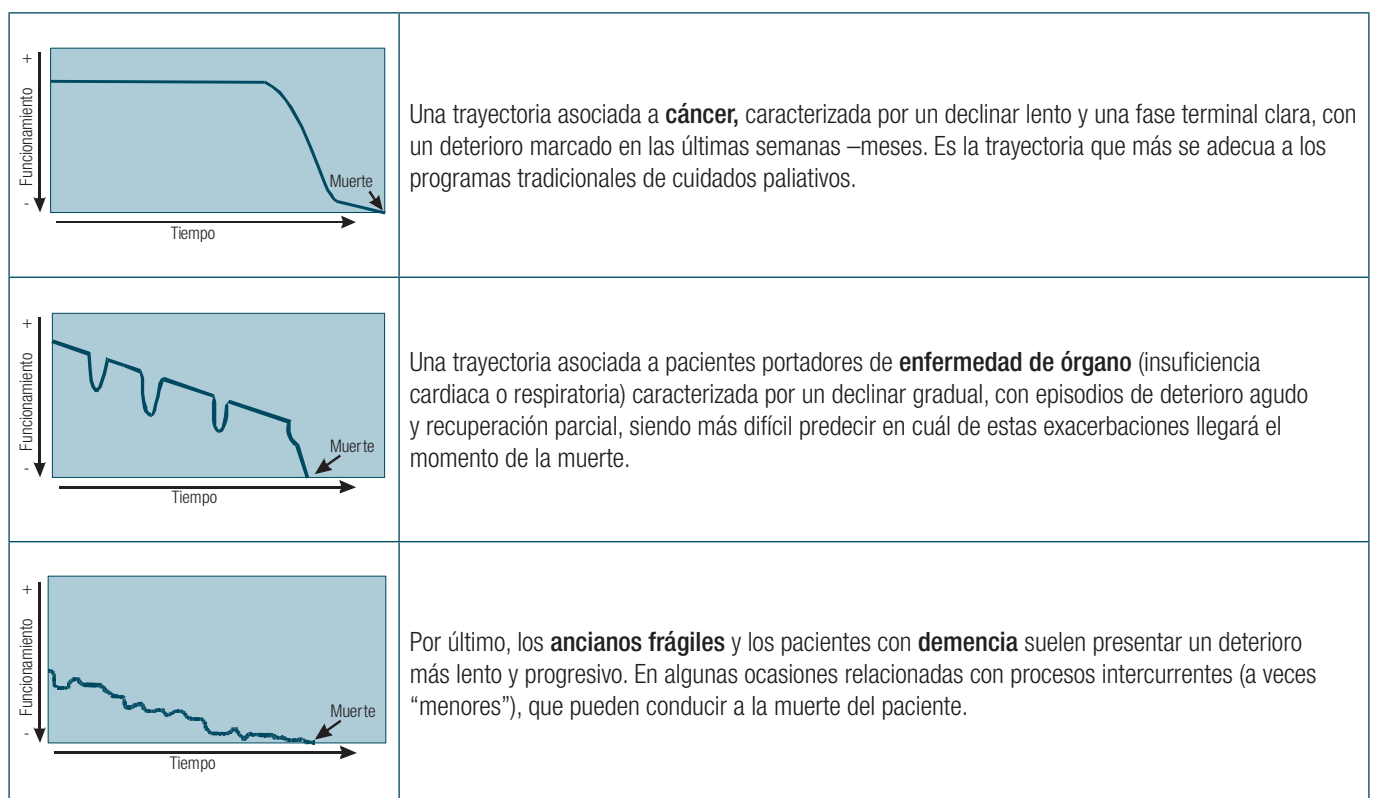 +
Funcionamiento
-
Muerte
Tiempo
Una trayectoria asociada a cáncer, caracterizada por un declinar lento y una fase terminal clara, con
un deterioro marcado en las últimas semanas –meses. Es la trayectoria que más se adecua a los
programas tradicionales de cuidados paliativos.
+
Funcionamiento
-
Muerte
Tiempo
Una trayectoria asociada a pacientes portadores de enfermedad de órgano (insuficiencia
cardiaca o respiratoria) caracterizada por un declinar gradual, con episodios de deterioro agudo
y recuperación parcial, siendo más difícil predecir en cuál de estas exacerbaciones llegará el
momento de la muerte.
+
Funcionamiento
-
Muerte
Tiempo
Por último, los ancianos frágiles y los pacientes con demencia suelen presentar un deterioro
más lento y progresivo. En algunas ocasiones relacionadas con procesos intercurrentes (a veces
“menores”), que pueden conducir a la muerte del paciente.